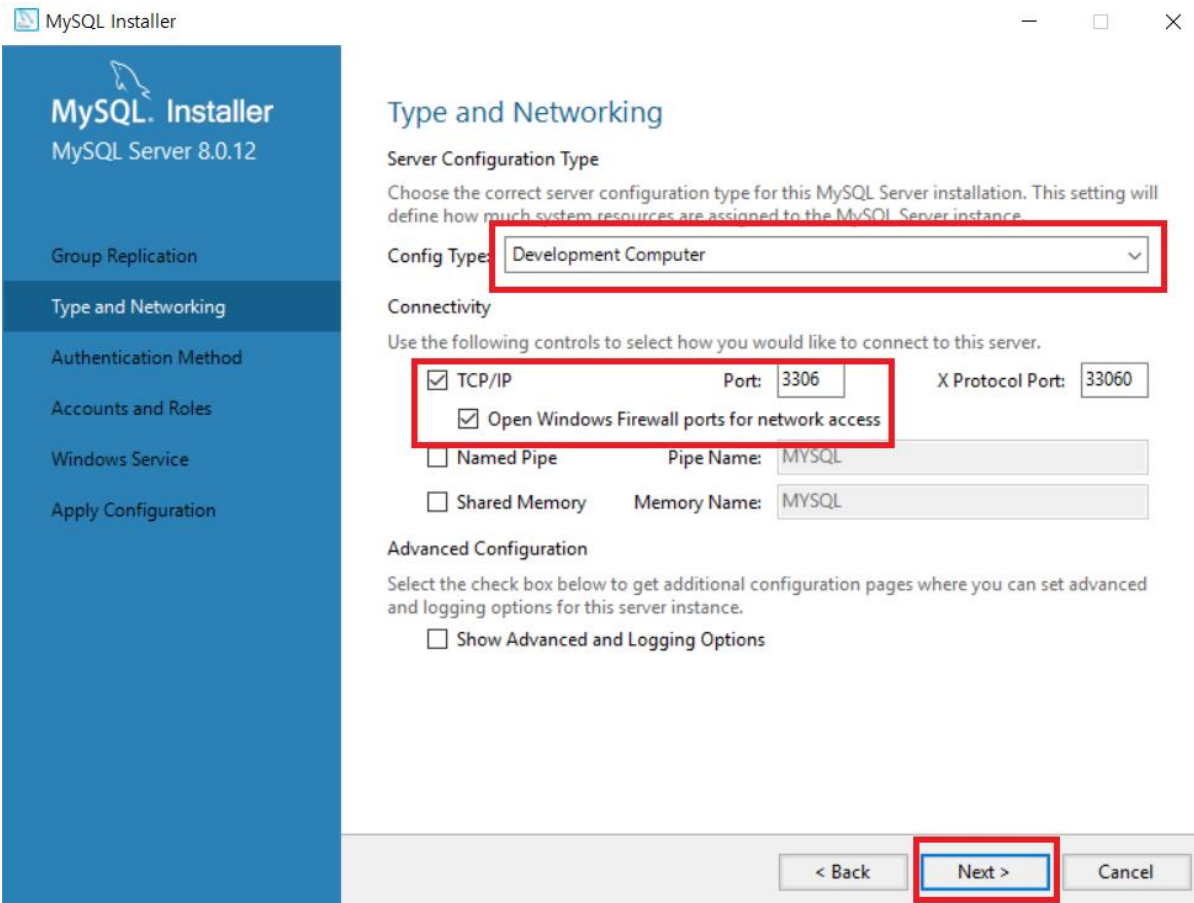 MySQL Installer
MySQL. Installer
MySQL Server 8.0.12
Group Replication
Type and Networking
Authentication Method
Accounts and Roles
Windows Service
Apply Configuration
Type and Networking
Server Configuration Type
Choose the correct server configuration type for this MySQL Server installation. This setting will
define how much system resources are assigned to the MySQL Server instance.
Config Type: Development Computer
Connectivity
Use the following controls to select how you would like to connect to this server.
TCP/IP Port: 3306 X Protocol Port: 33060
Open Windows Firewall ports for network access
Named Pipe Pipe Name: MYSQL
Shared Memory Memory Name: MYSQL
Advanced Configuration
Select the check box below to get additional configuration pages where you can set advanced
and logging options for this server instance.
Show Advanced and Logging Options
< Back Next > Cancel